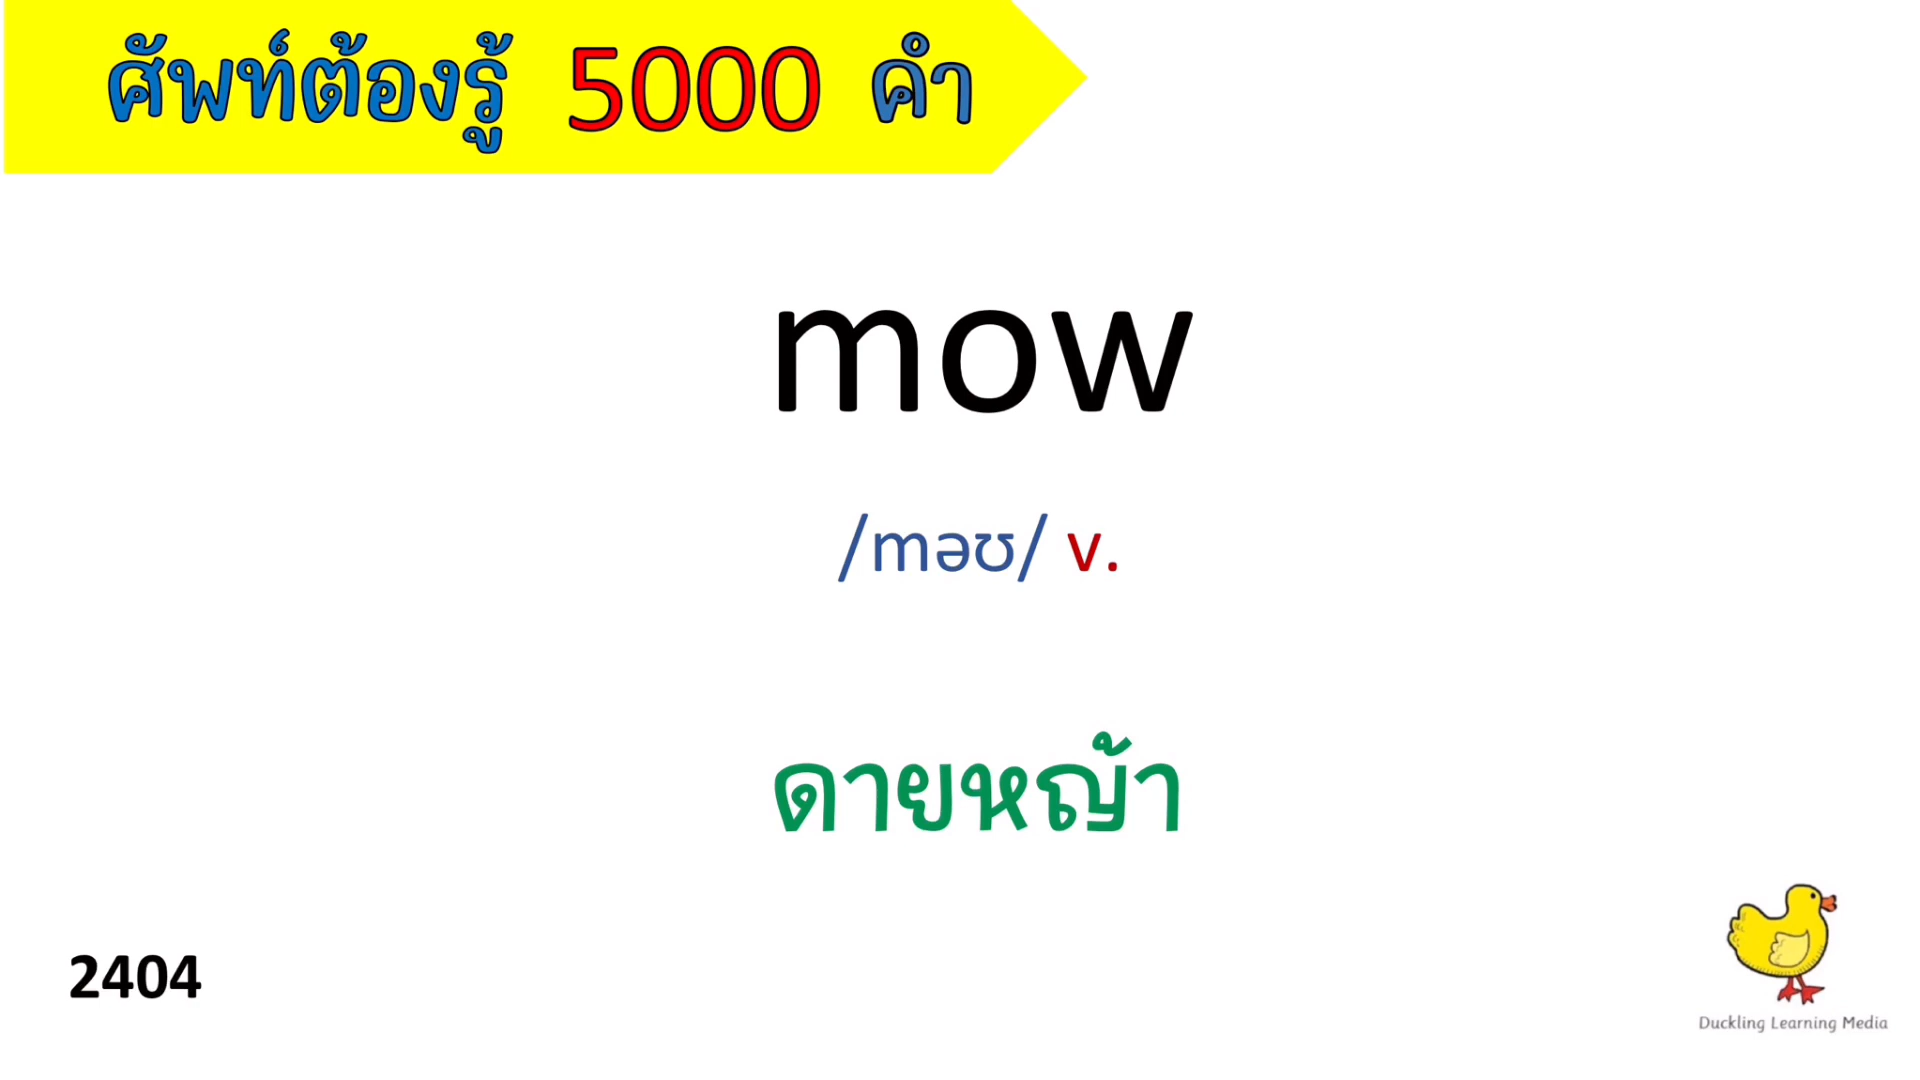 ศัพท์ต้องรู้ 5000 คำ
mow
/məʊ/ v.
ดายหญ้า
2404
Duckling Learning Media